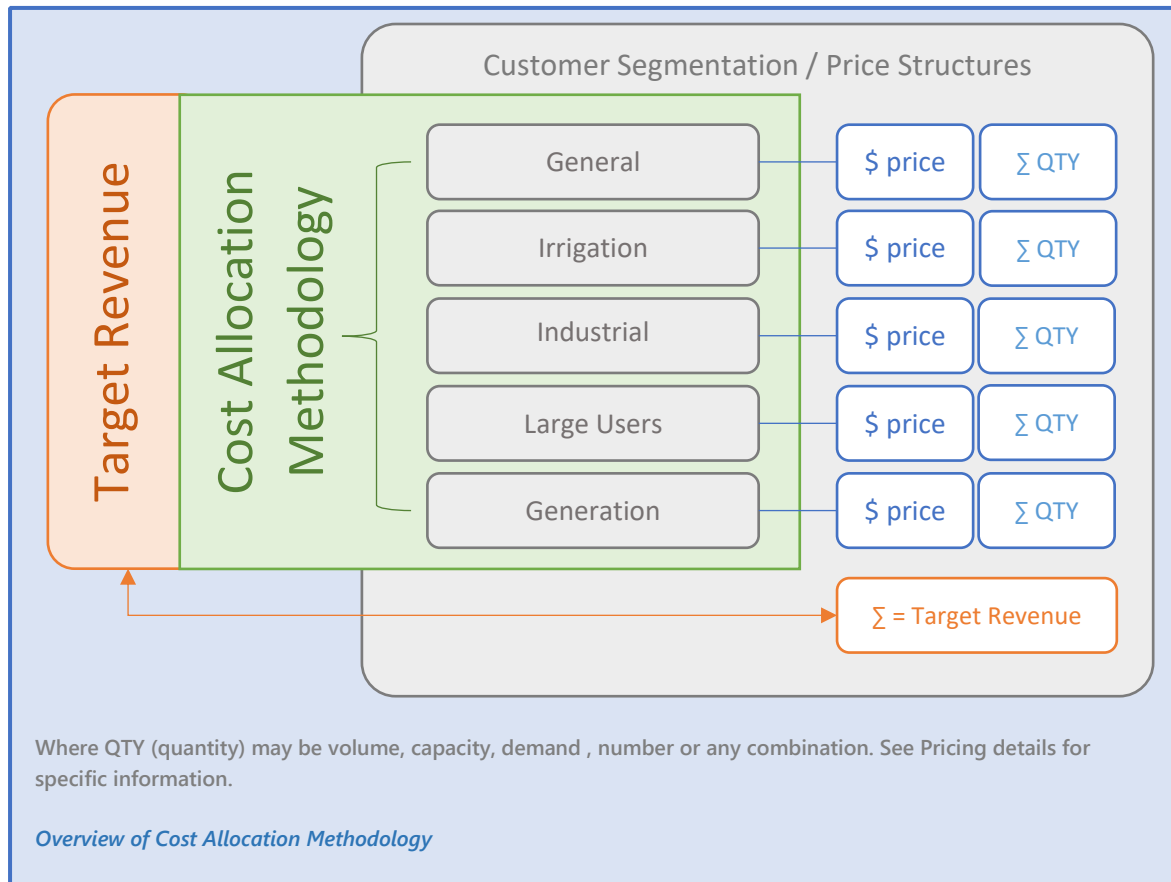 Customer Segmentation / Price Structures
Target Revenue
Cost Allocation
Methodology
General
$ price
∑ QTY
Irrigation
$ price
∑ QTY
Industrial
$ price
∑ QTY
Large Users
$ price
∑ QTY
Generation
$ price
∑ QTY
∑ = Target Revenue
Where QTY (quantity) may be volume, capacity, demand , number or any combination. See Pricing details for
specific information.
Overview of Cost Allocation Methodology